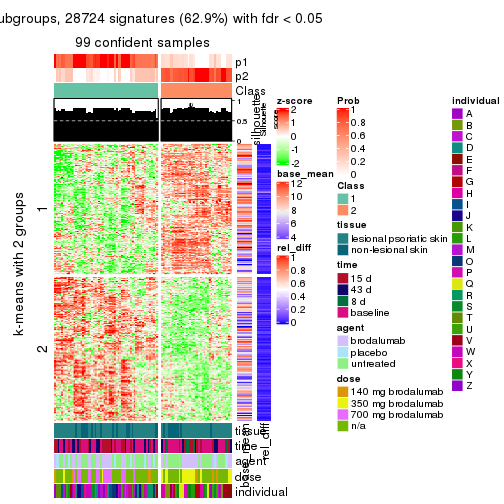 ubgroups, 28724 signatures (62.9%) with fdr < 0.05
99 confident samples
p1
p2
Class
1
0.5
0
silhouette
score
k-means with 2 groups
1
2
tissue
time
agent
dose
individual
base_mean
rel_diff
z-score
2
1
0
-1
-2
base_mean
12
10
8
6
4
rel_diff
1
0.8
0.6
0.4
0.2
0
Prob
1
0.8
0.6
0.4
0.2
0
Class
1
2
tissue
lesional psoriatic skin
non-lesional skin
time
15 d
43 d
8 d
baseline
agent
brodalumab
placebo
untreated
dose
140 mg brodalumab
350 mg brodalumab
700 mg brodalumab
n/a
individual
A
B
C
D
E
F
G
H
I
J
K
L
M
O
P
Q
R
S
T
U
V
W
X
Y
Z